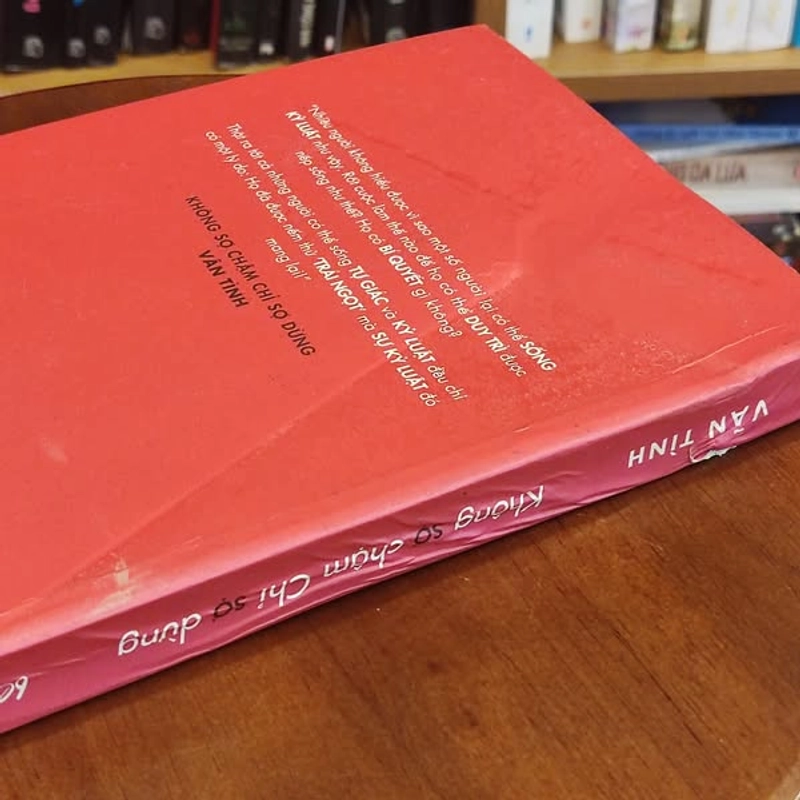 "Nhiều người không hiểu được vì sao một số người lại có thể SỐNG
KỶ LUẬT như vậy. Rốt cuộc làm thế nào để họ có thể DUY TRÌ được
nếp sống như thế? Họ có BÍ QUYẾT gì không?
Thật ra tất cả những người có thể sống TỰ GIÁC và KỶ LUẬT đều chỉ
có một lý do: Họ đã được nếm thử "TRÁI NGỌT" mà SỰ KỶ LUẬT đó
mang lại."
KHÔNG SỢ CHẬM CHỈ SỢ DỪNG
VÃN TÌNH
VÃN TÌNH
Không sợ chậm Chỉ sợ dừng